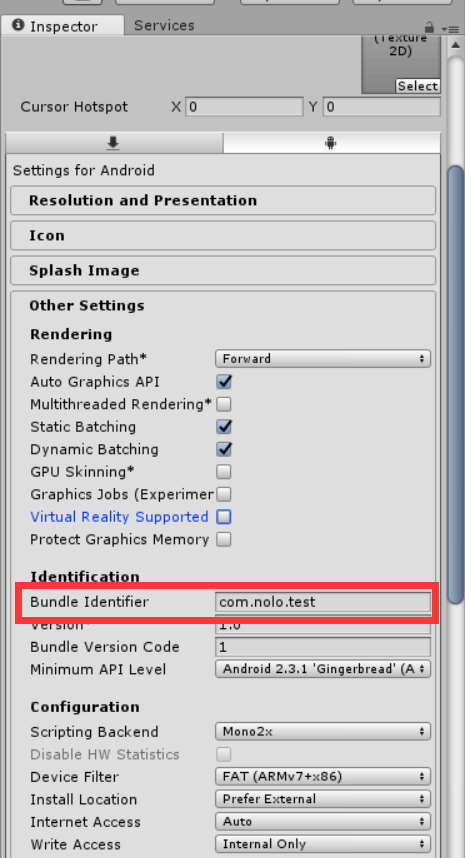 Inspector Services
(Texture
2D)
Select
Cursor Hotspot X 0 Y 0
Settings for Android
Resolution and Presentation
Icon
Splash Image
Other Settings
Rendering
Rendering Path* Forward
Auto Graphics API
Multithreaded Rendering*
Static Batching
Dynamic Batching
GPU Skinning*
Graphics Jobs (Experimer
Virtual Reality Supported
Protect Graphics Memory
Identification
Bundle Identifier com.nolo.test
Version* 1.0
Bundle Version Code 1
Minimum API Level Android 2.3.1 'Gingerbread' (A
Configuration
Scripting Backend Mono2x
Disable HW Statistics
Device Filter FAT (ARMv7+x86)
Install Location Prefer External
Internet Access Auto
Write Access Internal Only